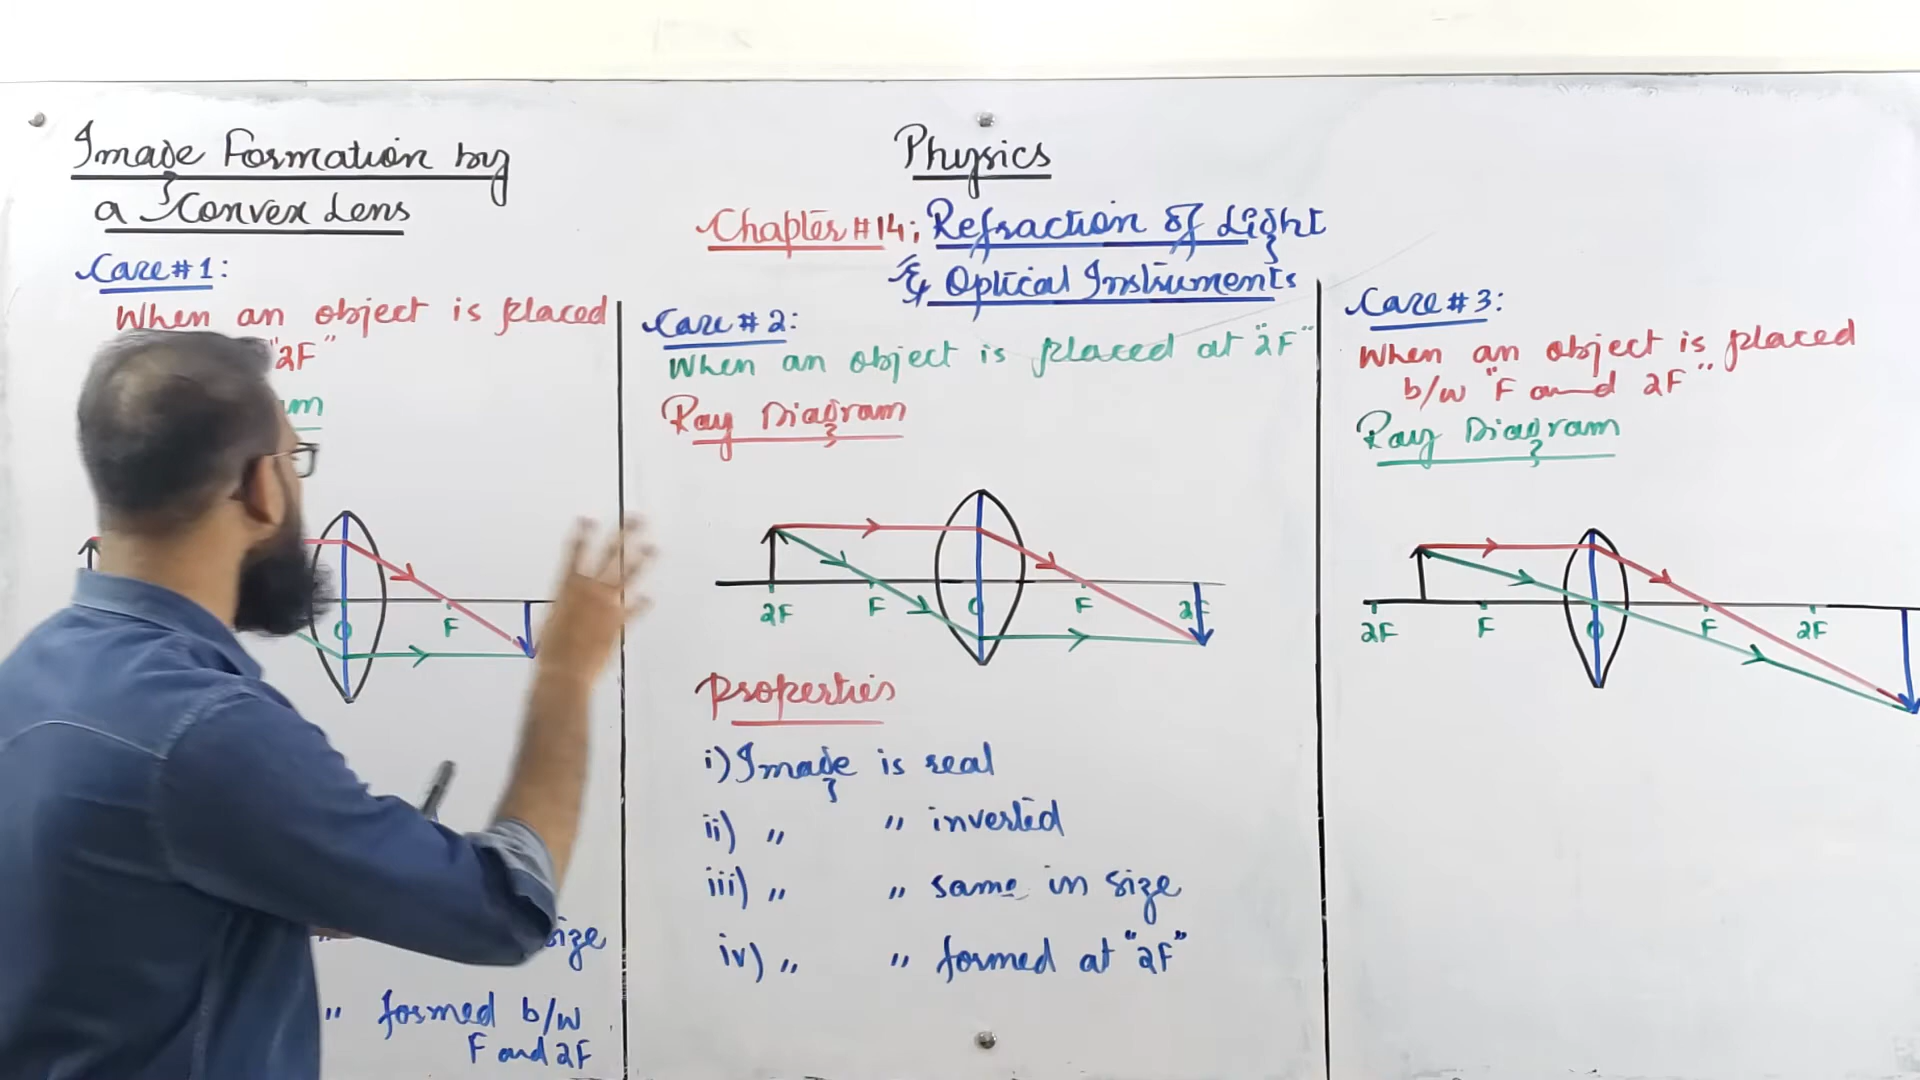 Image Formation by
a Convex Lens
Case #1:
When an object is placed
"2F"
O
F
size
" formed b/w
F and 2F
Physics
Chapter #14; Refraction of Light
& Optical Instruments
Case # 2:
When an object is placed at "2F"
Ray Diagram
2F F O F 2F
Properties
i) Image is real
ii) " " inverted
iii) " " same in size
iv) " " formed at "2F"
Case # 3:
When an object is placed
b/w "F and 2F"
Ray Diagram
2F F O F 2F